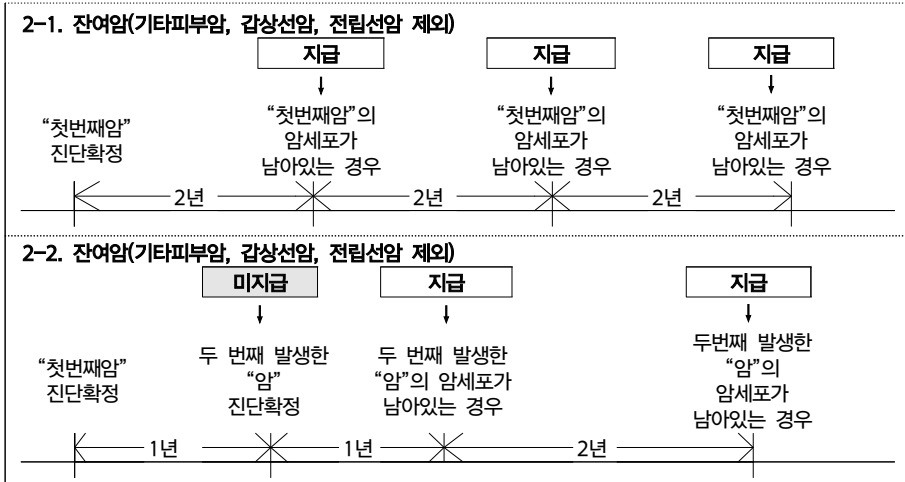 2-1. 잔여암(기타피부암, 갑상선암, 전립선암 제외)
지급 지급 지급
“첫번째암”
진단확정
“첫번째암”의
암세포가
남아있는 경우
“첫번째암”의
암세포가
남아있는 경우
“첫번째암”의
암세포가
남아있는 경우
2년 2년 2년
2-2. 잔여암(기타피부암, 갑상선암, 전립선암 제외)
미지급 지급 지급
“첫번째암”
진단확정
두 번째 발생한
“암”
진단확정
두 번째 발생한
“암”의 암세포가
남아있는 경우
두번째 발생한
“암”의
암세포가
남아있는 경우
1년 1년 2년